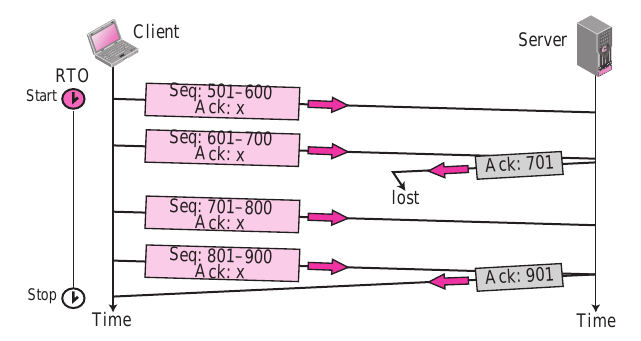 Client
Server
RTO
Start
Seq: 501–600
Ack: x
Seq: 601–700
Ack: x
Ack: 701
lost
Seq: 701–800
Ack: x
Seq: 801–900
Ack: x
Ack: 901
Stop
Time
Time